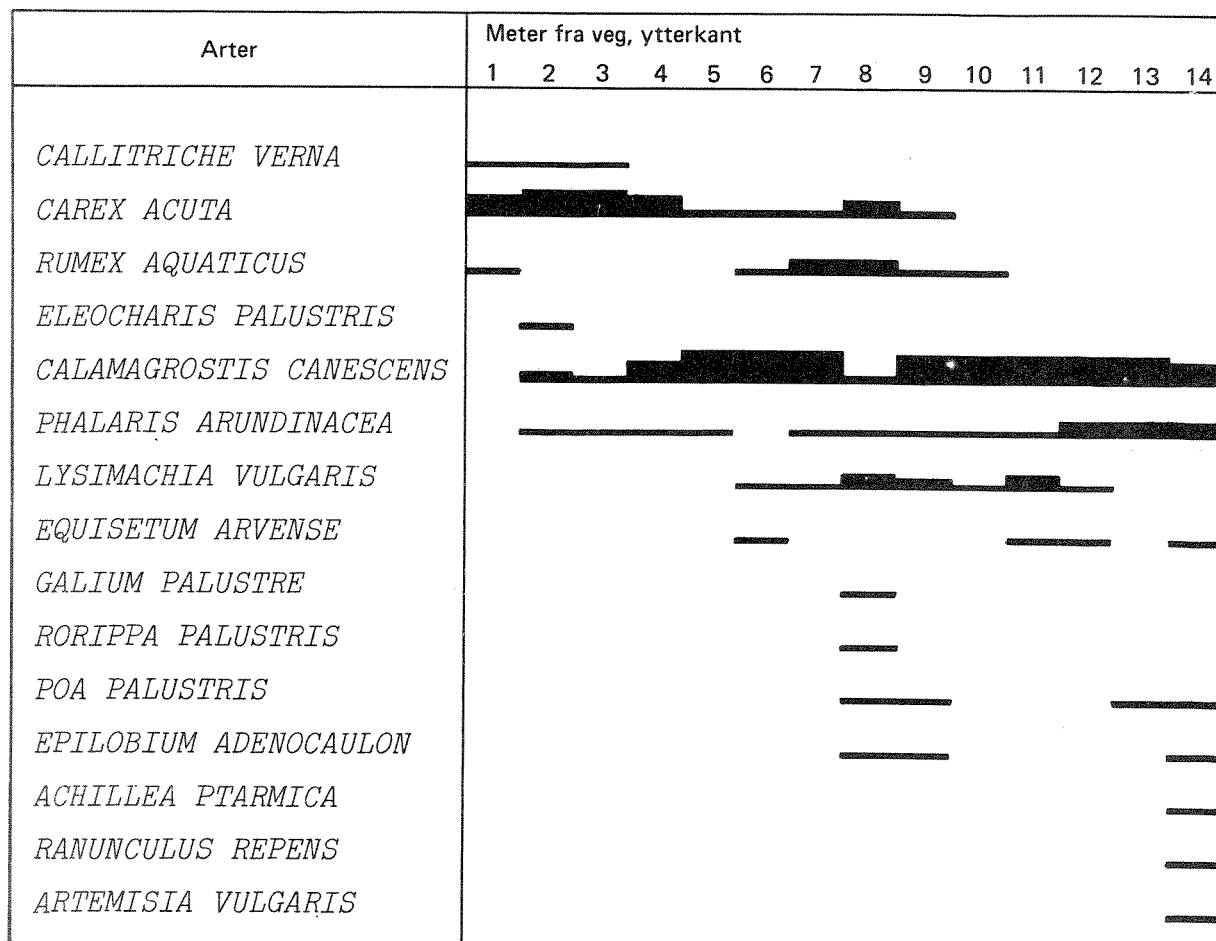 Arter
Meter fra veg, ytterkant
1 2 3 4 5 6 7 8 9 10 11 12 13 14
CALLITRICHE VERNA
CAREX ACUTA
RUMEX AQUATICUS
ELEOCHARIS PALUSTRIS
CALAMAGROSTIS CANESCENS
PHALARIS ARUNDINACEA
LYSIMACHIA VULGARIS
EQUISETUM ARVENSE
GALIUM PALUSTRE
RORIPPA PALUSTRIS
POA PALUSTRIS
EPILOBIUM ADENOCAULON
ACHILLEA PTARMICA
RANUNCULUS REPENS
ARTEMISIA VULGARIS